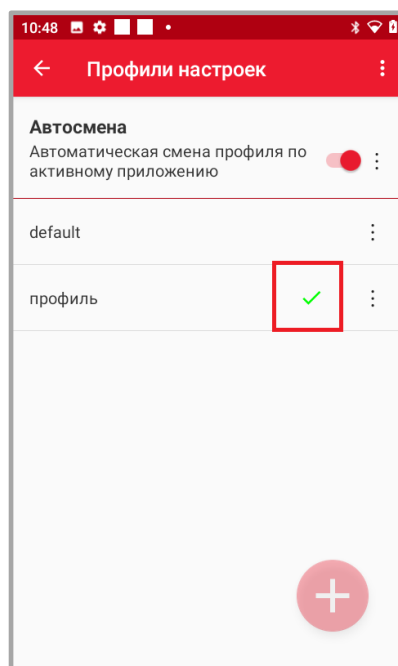 10:48
Профили настроек
Автосмена
Автоматическая смена профиля по
активному приложению
default
профиль